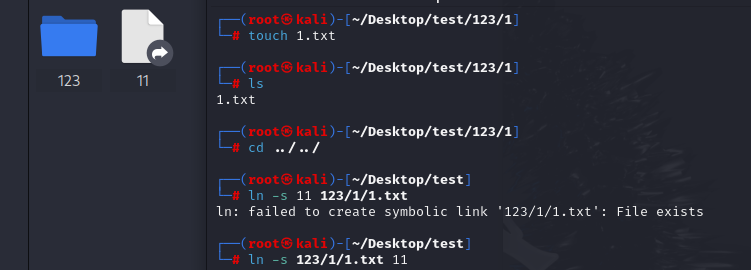 123
11
┌──(root㉿kali)-[~/Desktop/test/123/1]
└─# touch 1.txt
┌──(root㉿kali)-[~/Desktop/test/123/1]
└─# ls
1.txt
┌──(root㉿kali)-[~/Desktop/test/123/1]
└─# cd ../../
┌──(root㉿kali)-[~/Desktop/test]
└─# ln -s 11 123/1/1.txt
ln: failed to create symbolic link '123/1/1.txt': File exists
┌──(root㉿kali)-[~/Desktop/test]
└─# ln -s 123/1/1.txt 11